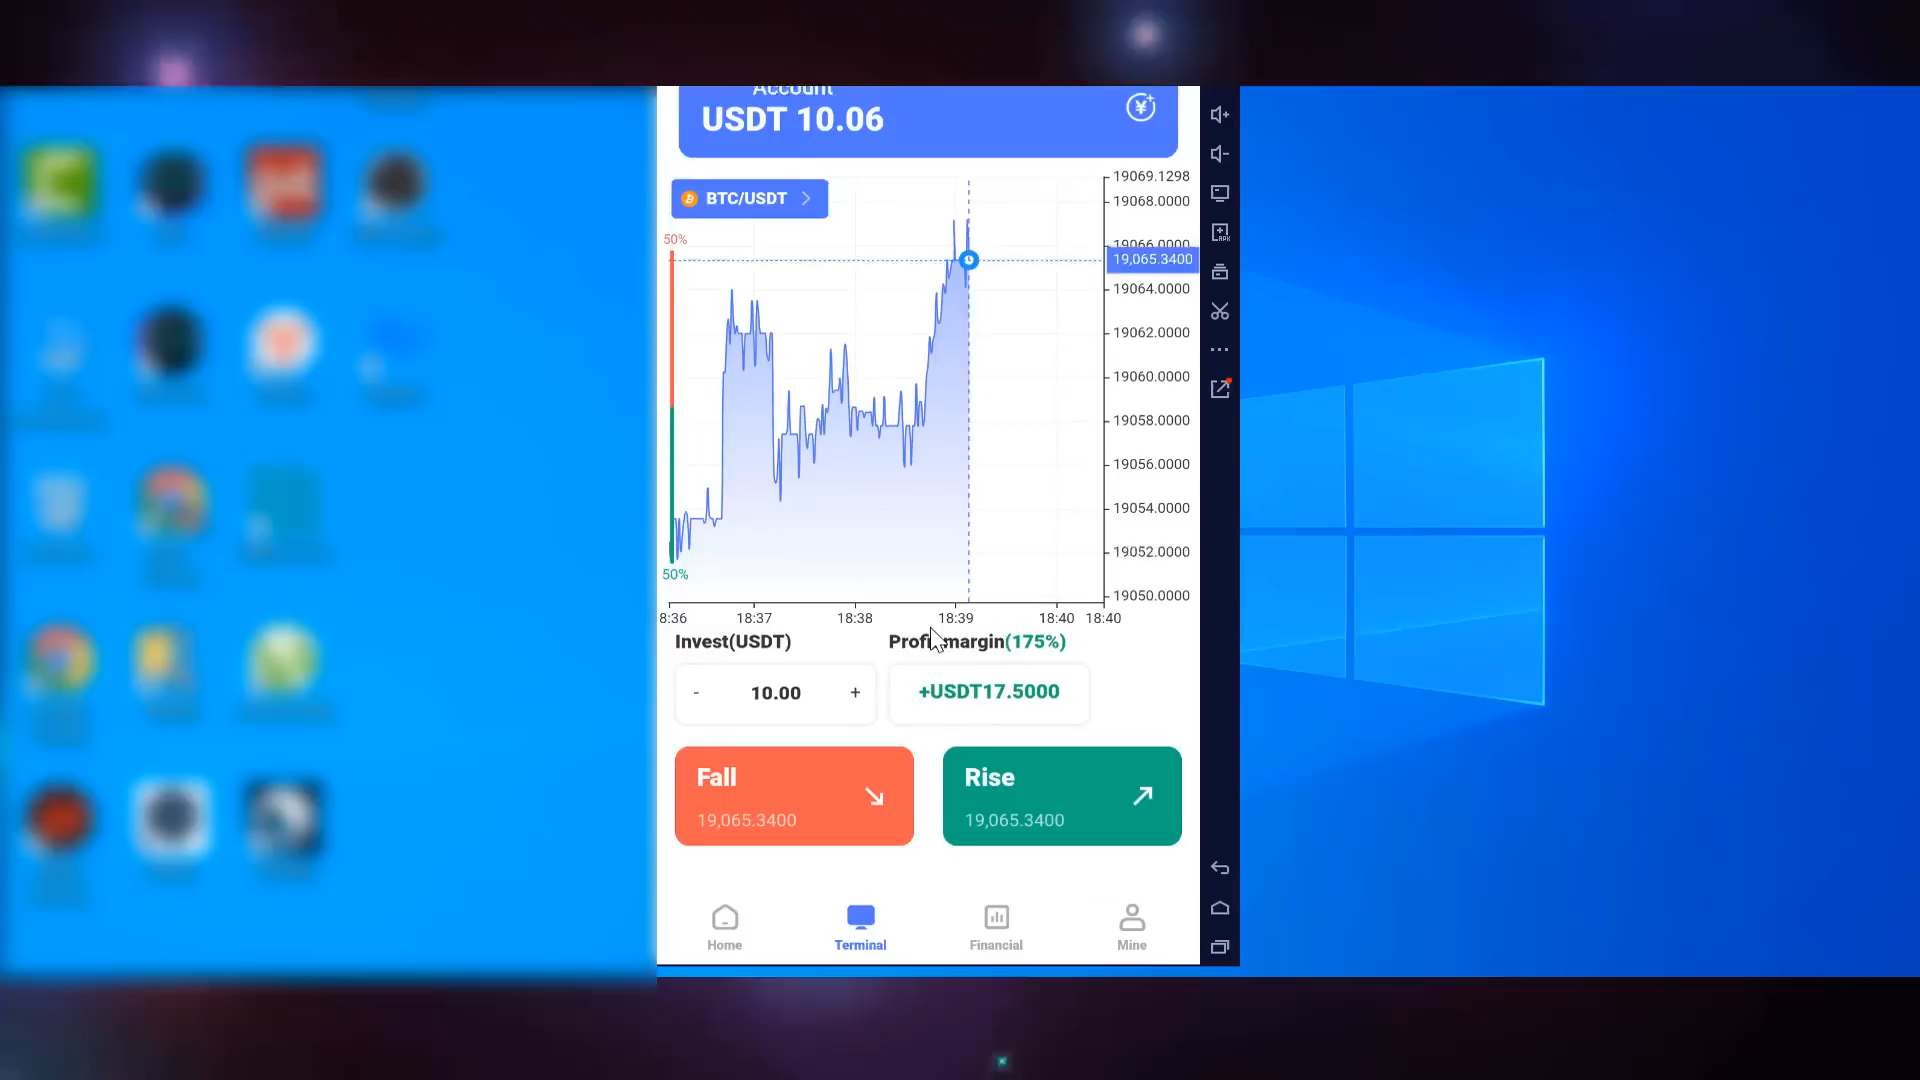 Account
USDT 10.06
BTC/USDT
50%
50%
19069.1298
19068.0000
19066.0000
19,065.3400
19064.0000
19062.0000
19060.0000
19058.0000
19056.0000
19054.0000
19052.0000
19050.0000
8:36 18:37 18:38 18:39 18:40 18:40
Invest(USDT) Profit margin(175%)
- 10.00 + +USDT17.5000
Fall
19,065.3400
Rise
19,065.3400
Home Terminal Financial Mine